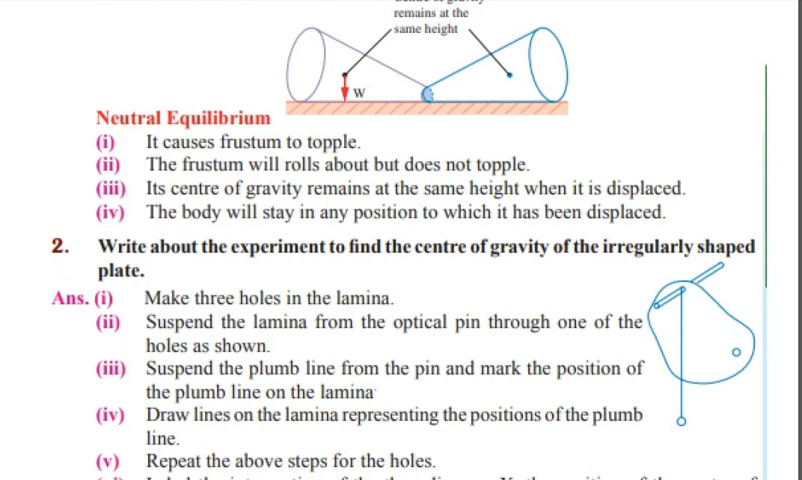 remains at the
same height
W
Neutral Equilibrium
(i) It causes frustum to topple.
(ii) The frustum will rolls about but does not topple.
(iii) Its centre of gravity remains at the same height when it is displaced.
(iv) The body will stay in any position to which it has been displaced.
2. Write about the experiment to find the centre of gravity of the irregularly shaped
plate.
Ans. (i) Make three holes in the lamina.
(ii) Suspend the lamina from the optical pin through one of the
holes as shown.
(iii) Suspend the plumb line from the pin and mark the position of
the plumb line on the lamina
(iv) Draw lines on the lamina representing the positions of the plumb
line.
(v) Repeat the above steps for the holes.